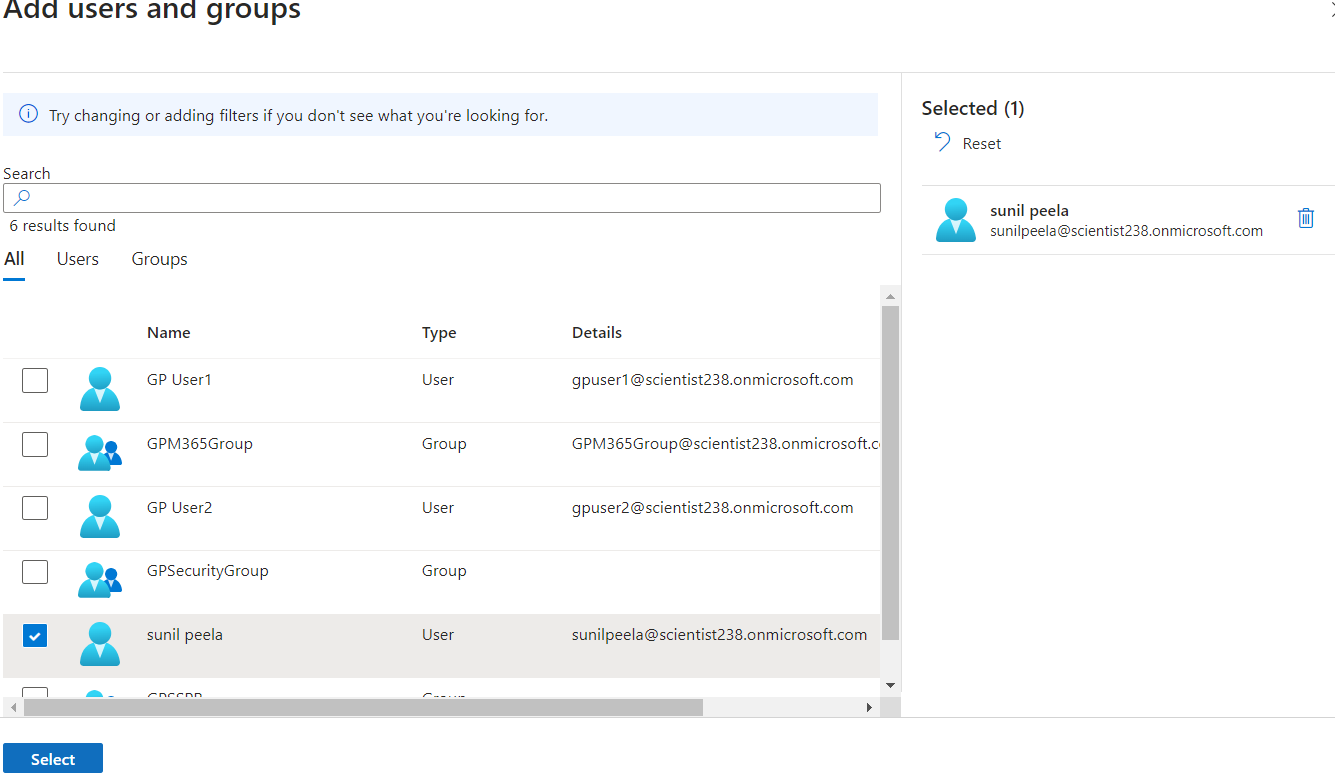 Add users and groups
Try changing or adding filters if you don't see what you're looking for.
Search
6 results found
All Users Groups
Name Type Details
GP User1 User gpuser1@scientist238.onmicrosoft.com
GPM365Group Group GPM365Group@scientist238.onmicrosoft.c
GP User2 User gpuser2@scientist238.onmicrosoft.com
GPSecurityGroup Group
sunil peela User sunilpeela@scientist238.onmicrosoft.com
Group
Select
Selected (1)
Reset
sunil peela
sunilpeela@scientist238.onmicrosoft.com